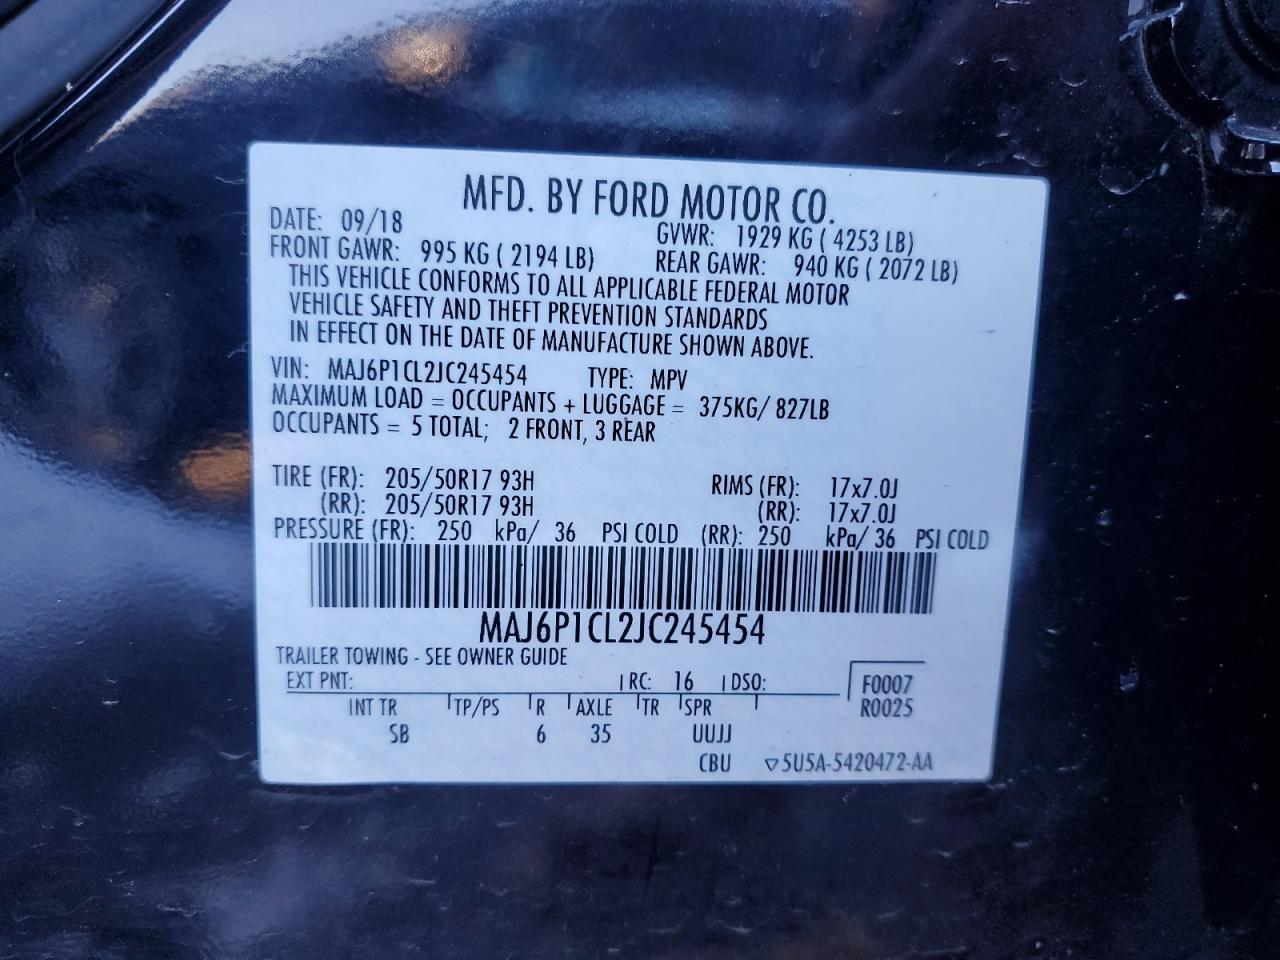 MFD. BY FORD MOTOR CO.
DATE: 09/18 GVWR: 1929 KG ( 4253 LB)
FRONT GAWR: 995 KG ( 2194 LB) REAR GAWR: 940 KG ( 2072 LB)
THIS VEHICLE CONFORMS TO ALL APPLICABLE FEDERAL MOTOR
VEHICLE SAFETY AND THEFT PREVENTION STANDARDS
IN EFFECT ON THE DATE OF MANUFACTURE SHOWN ABOVE.
VIN: MAJ6P1CL2JC245454 TYPE: MPV
MAXIMUM LOAD = OCCUPANTS + LUGGAGE = 375KG/ 827LB
OCCUPANTS = 5 TOTAL; 2 FRONT, 3 REAR
TIRE (FR): 205/50R17 93H RIMS (FR): 17x7.0J
(RR): 205/50R17 93H (RR): 17x7.0J
PRESSURE (FR): 250 kPa/ 36 PSI COLD (RR): 250 kPa/ 36 PSI COLD
MAJ6P1CL2JC245454
TRAILER TOWING - SEE OWNER GUIDE
EXT PNT: RC: 16 DSO: F0007
INT TR TP/PS R AXLE TR SPR R0025
SB 6 35 UUJJ
CBU ▽5U5A-5420472-AA